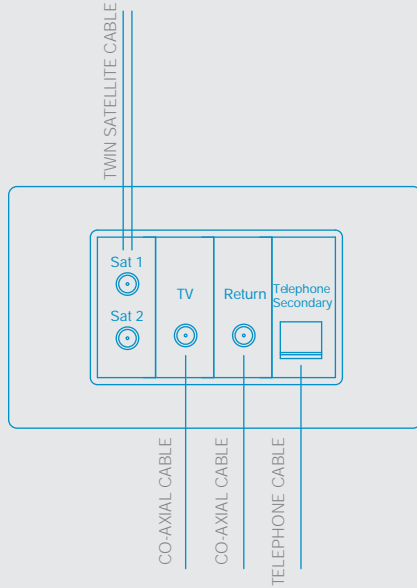 TWIN SATELLITE CABLE
Sat 1
Sat 2
TV
Return
Telephone
Secondary
CO-AXIAL CABLE
CO-AXIAL CABLE
TELEPHONE CABLE